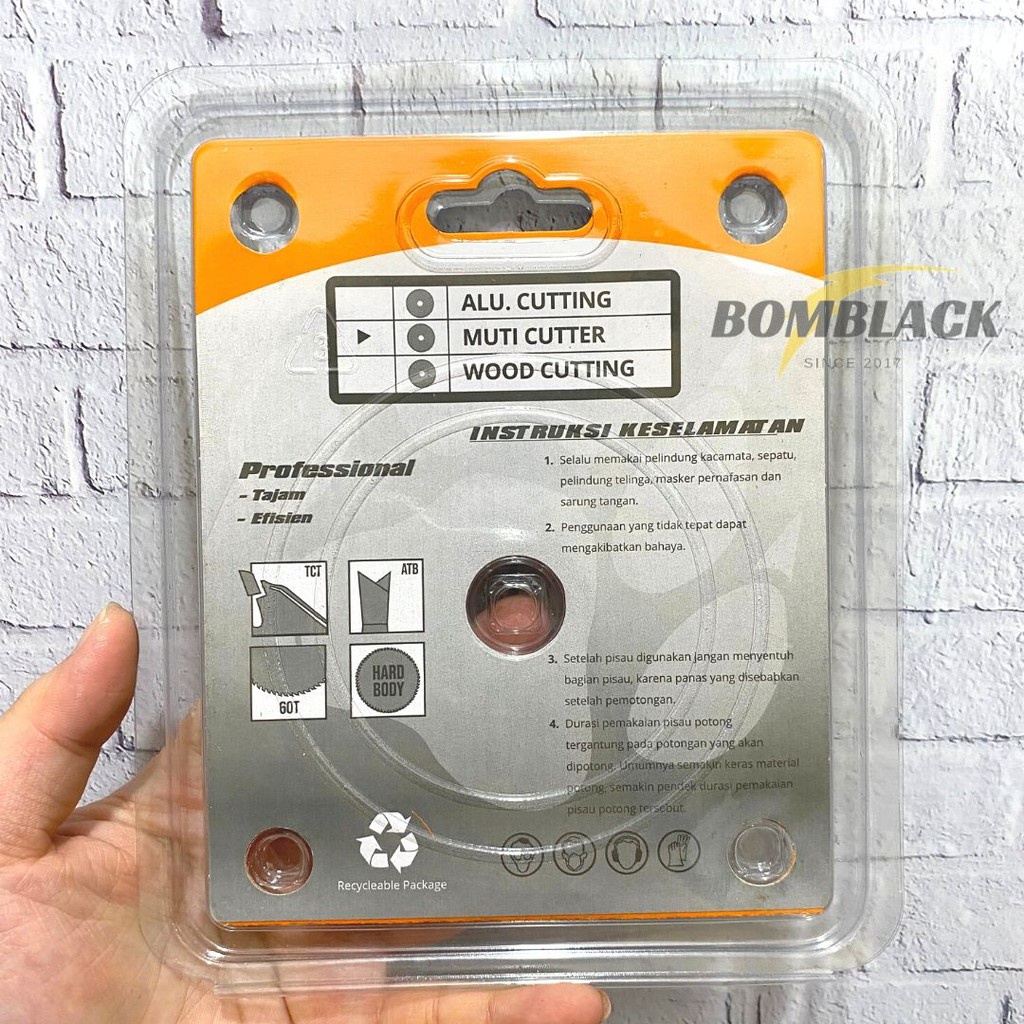 ALU. CUTTING
MUTI CUTTER
WOOD CUTTING
BOMBLACK
SINCE 2017
INSTRUKSI KESELAMATAN
1. Selalu memakai pelindung kacamata, sepatu,
pelindung telinga, masker pernafasan dan
sarung tangan.
2. Penggunaan yang tidak tepat dapat
mengakibatkan bahaya.
Professional
- Tajam
- Efisien
TCT
ATB
60T
HARD
BODY
3. Setelah pisau digunakan jangan menyentuh
bagian pisau, karena panas yang disebabkan
setelah pemotongan.
4. Durasi pemakaian pisau potong
tergantung pada potongan yang akan
dipotong. Umumnya semakin keras material
potong, semakin pendek durasi pemakaian
pisau potong tersebut.
Recycleable Package